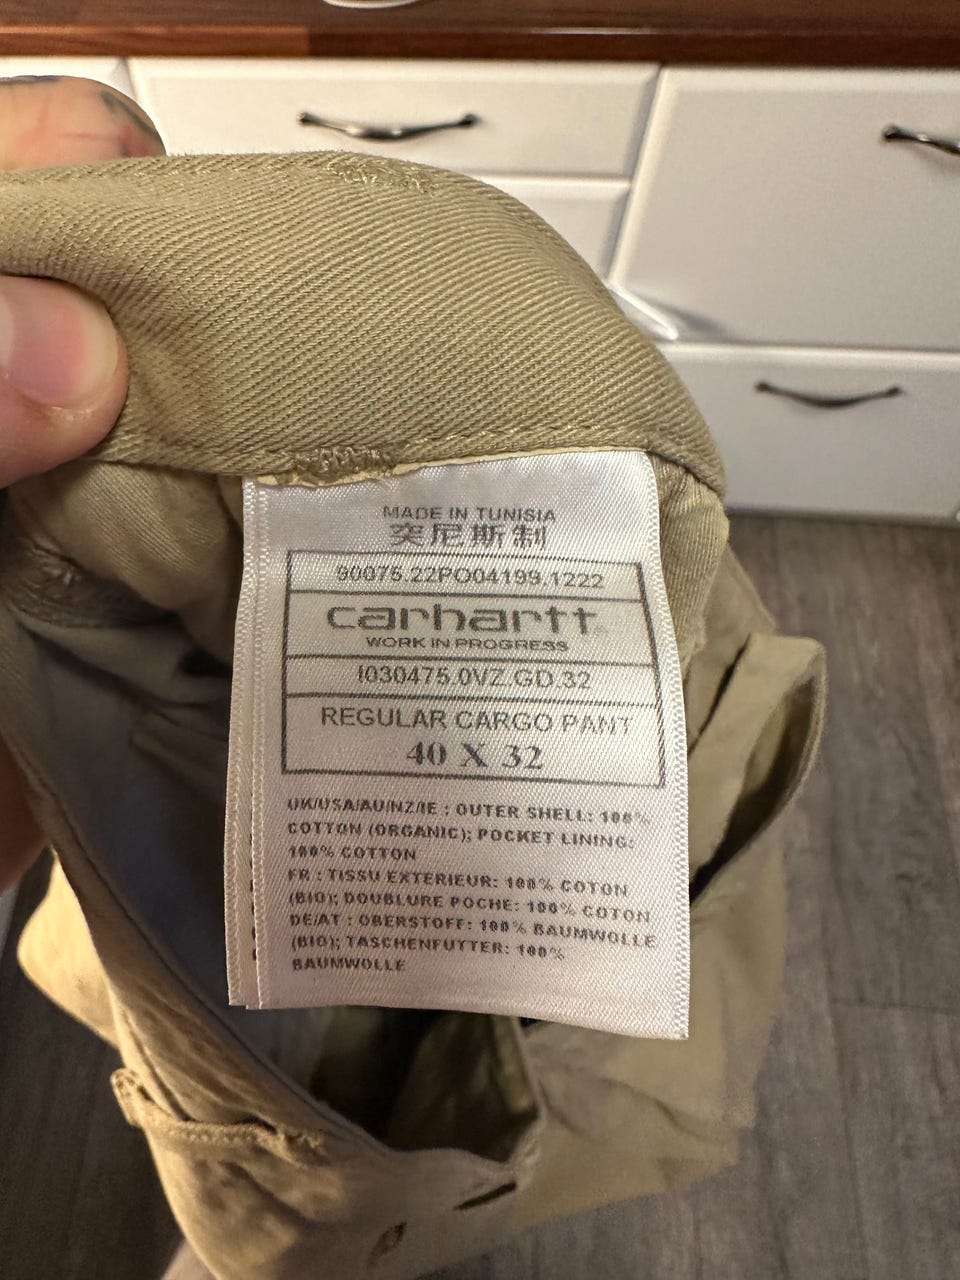 MADE IN TUNISIA
突尼斯制
90075.22PO04199.1222
carhartt
WORK IN PROGRESS
I030475.0VZ.GD.32
REGULAR CARGO PANT
40 X 32
UK/USA/AU/NZ/IE : OUTER SHELL: 100%
COTTON (ORGANIC); POCKET LINING:
100% COTTON
FR : TISSU EXTERIEUR: 100% COTON
(BIO); DOUBLURE POCHE: 100% COTON
DE/AT : OBERSTOFF: 100% BAUMWOLLE
(BIO); TASCHENFUTTER: 100%
BAUMWOLLE